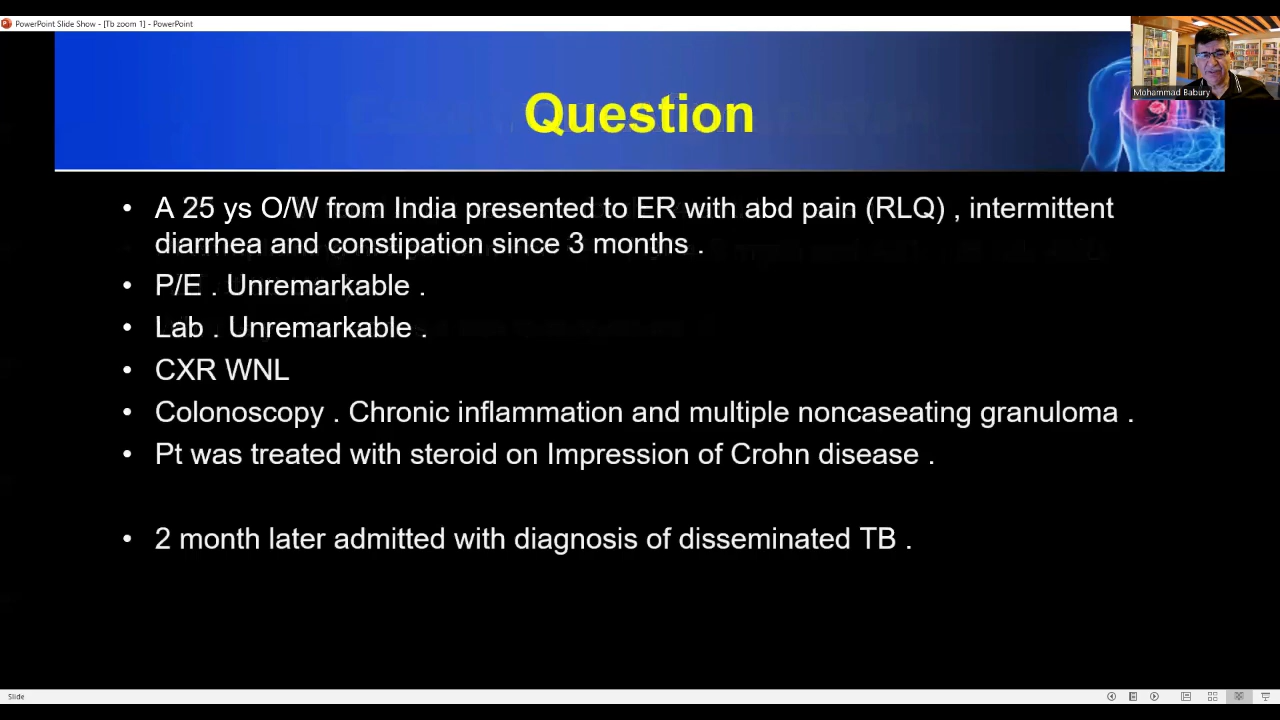 PowerPoint Slide Show - [Tb zoom 1] - PowerPoint
Mohammad Babury
Question
• A 25 ys O/W from India presented to ER with abd pain (RLQ) , intermittent
diarrhea and constipation since 3 months .
• P/E . Unremarkable .
• Lab . Unremarkable .
• CXR WNL
• Colonoscopy . Chronic inflammation and multiple noncaseating granuloma .
• Pt was treated with steroid on Impression of Crohn disease .
• 2 month later admitted with diagnosis of disseminated TB .
Slide